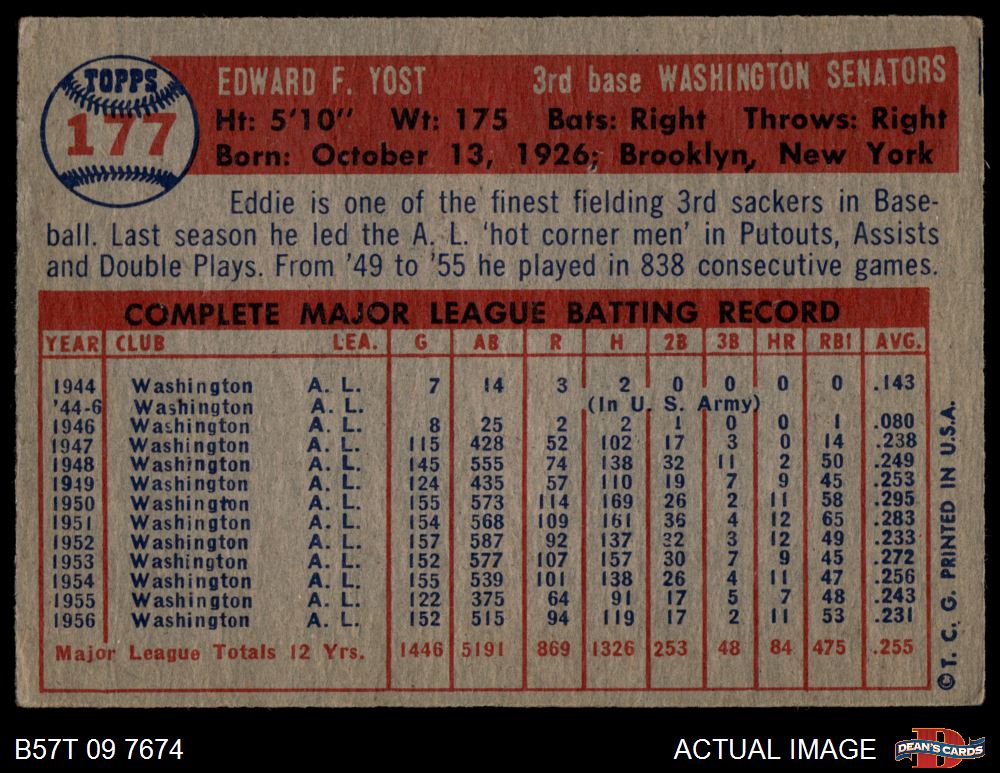 TOPPS
177
EDWARD F. YOST 3rd base WASHINGTON SENATORS
Ht: 5'10" Wt: 175 Bats: Right Throws: Right
Born: October 13, 1926; Brooklyn, New York
Eddie is one of the finest fielding 3rd sackers in Base-
ball. Last season he led the A. L. 'hot corner men' in Putouts, Assists
and Double Plays. From '49 to '55 he played in 838 consecutive games.
COMPLETE MAJOR LEAGUE BATTING RECORD
YEAR CLUB LEA. G AB R H 2B 3B HR RBI AVG.
1944 Washington A. L. 7 14 3 2 0 0 0 0 .143
'44-6 Washington A. L. (In U. S. Army)
1946 Washington A. L. 8 25 2 2 1 0 0 1 .080
1947 Washington A. L. 115 428 52 102 17 3 0 14 .238
1948 Washington A. L. 145 555 74 138 32 11 2 50 .249
1949 Washington A. L. 124 435 57 110 19 7 9 45 .253
1950 Washington A. L. 155 573 114 169 26 2 11 58 .295
1951 Washington A. L. 154 568 109 161 36 4 12 65 .283
1952 Washington A. L. 157 587 92 137 32 3 12 49 .233
1953 Washington A. L. 152 577 107 157 30 7 9 45 .272
1954 Washington A. L. 155 539 101 138 26 4 11 47 .256
1955 Washington A. L. 122 375 64 91 17 5 7 48 .243
1956 Washington A. L. 152 515 94 119 17 2 11 53 .231
Major League Totals 12 Yrs. 1446 5191 869 1326 253 48 84 475 .255
©T. C. G. PRINTED IN U.S.A.
B57T 09 7674 ACTUAL IMAGE
D
DEAN'S CARDS